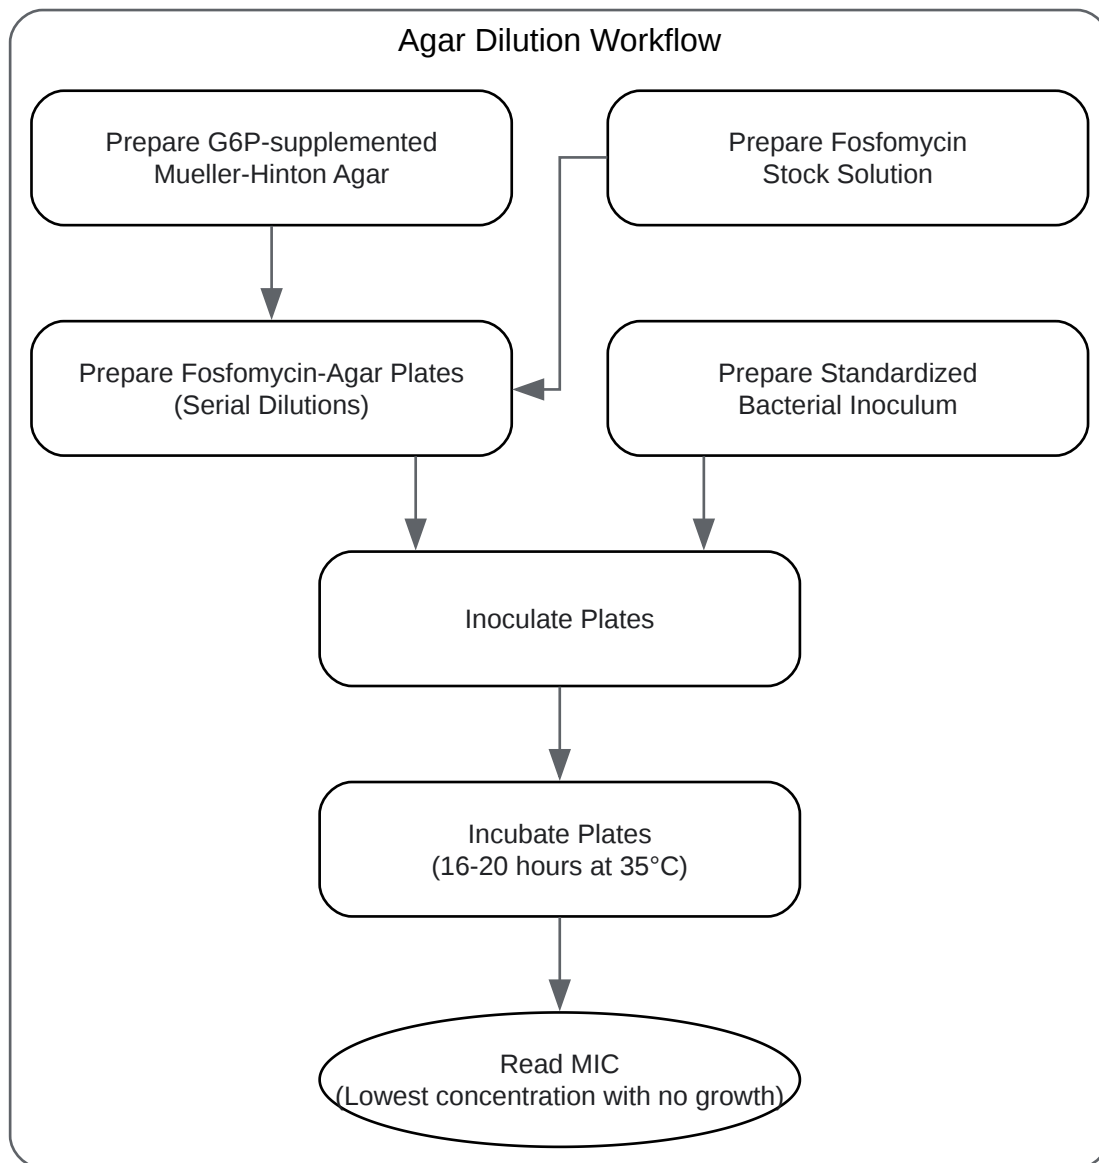 Agar Dilution Workflow
Prepare G6P-supplemented
Mueller-Hinton Agar
Prepare Fosfomycin
Stock Solution
Prepare Fosfomycin-Agar Plates
(Serial Dilutions)
Prepare Standardized
Bacterial Inoculum
Inoculate Plates
Incubate Plates
(16-20 hours at 35°C)
Read MIC
(Lowest concentration with no growth)